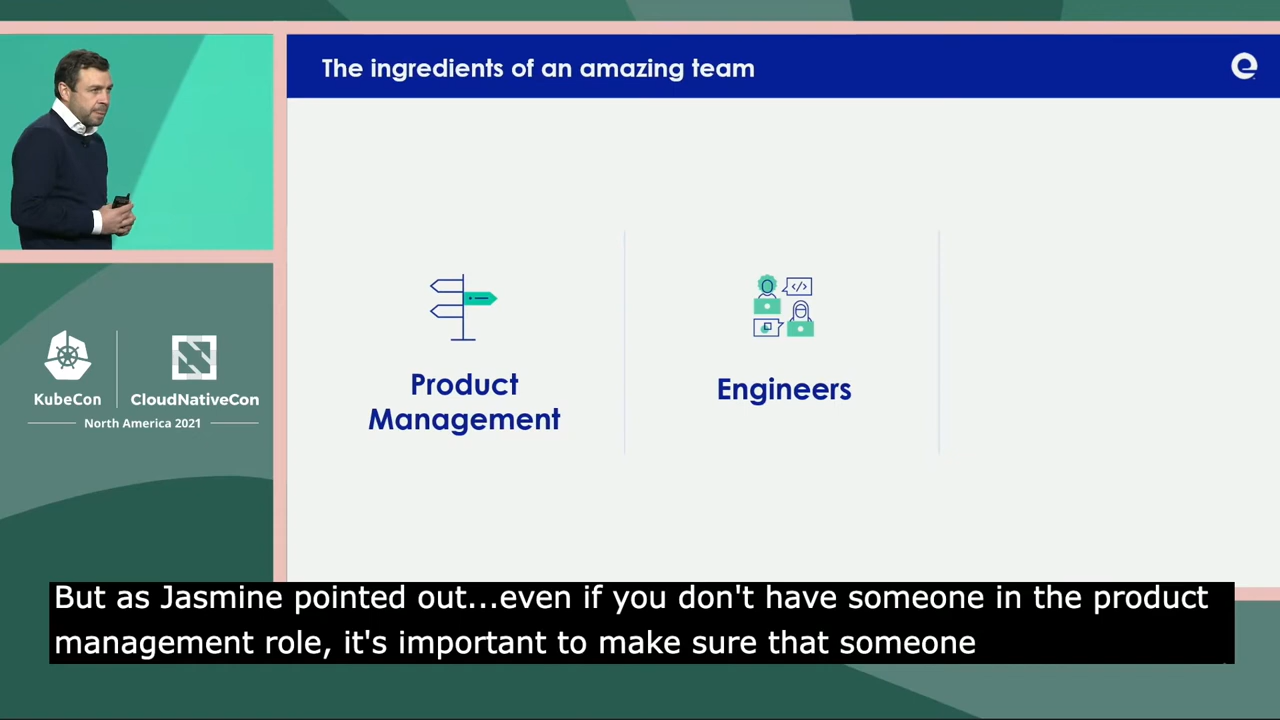 The ingredients of an amazing team
Product
Management
Engineers
</>
KubeCon
CloudNativeCon
North America 2021
But as Jasmine pointed out...even if you don't have someone in the product
management role, it's important to make sure that someone